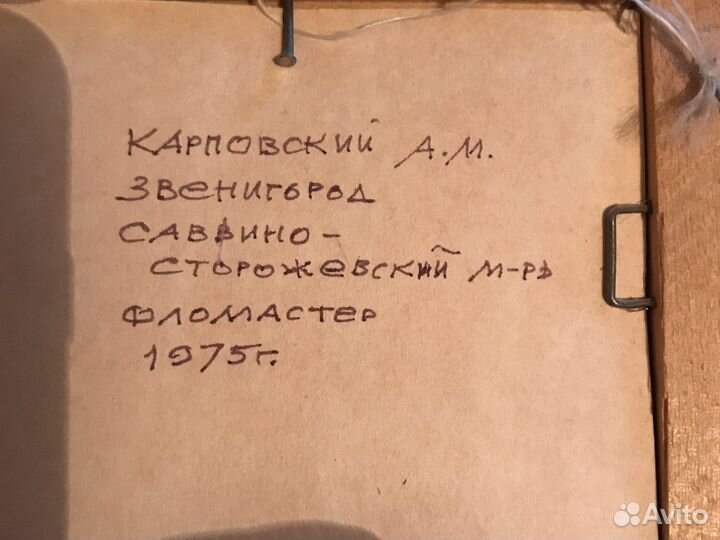 КАРПОВСКИЙ А.М.
ЗВЕНИГОРОД
САВВИНО-
СТОРОЖЕВСКИЙ М-РЬ
ФЛОМАСТЕР
1975г.
Avito